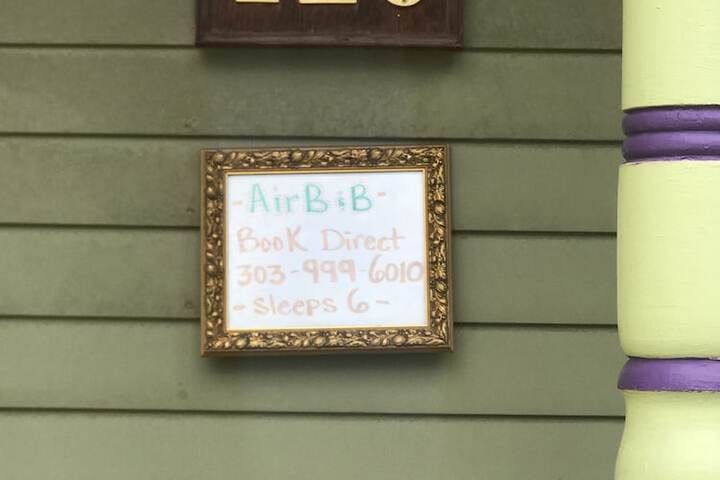 - AirB&B -
Book Direct
303-999-6010
- Sleeps 6 -